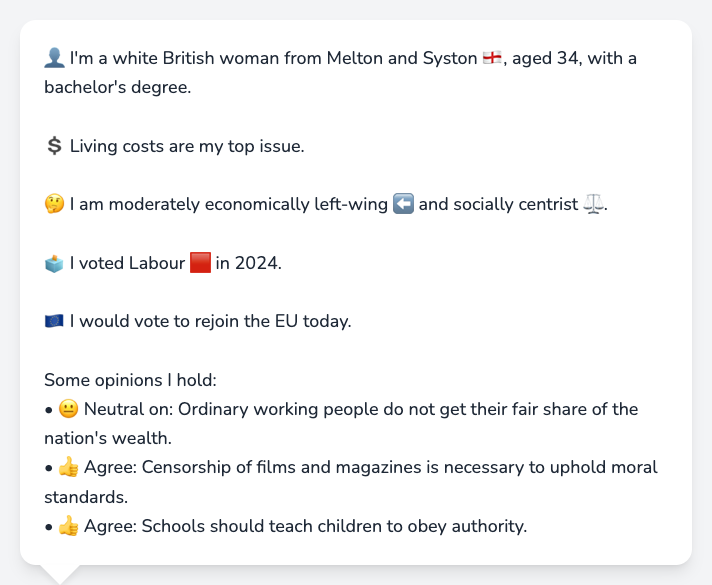 👤 I'm a white British woman from Melton and Syston 🏴󠁧󠁢󠁥󠁮󠁧󠁿, aged 34, with a
bachelor's degree.
💲 Living costs are my top issue.
🤔 I am moderately economically left-wing ⬅️ and socially centrist ⚖️.
🗳️ I voted Labour 🟥 in 2024.
🇪🇺 I would vote to rejoin the EU today.
Some opinions I hold:
• 😐 Neutral on: Ordinary working people do not get their fair share of the
nation's wealth.
• 👍 Agree: Censorship of films and magazines is necessary to uphold moral
standards.
• 👍 Agree: Schools should teach children to obey authority.